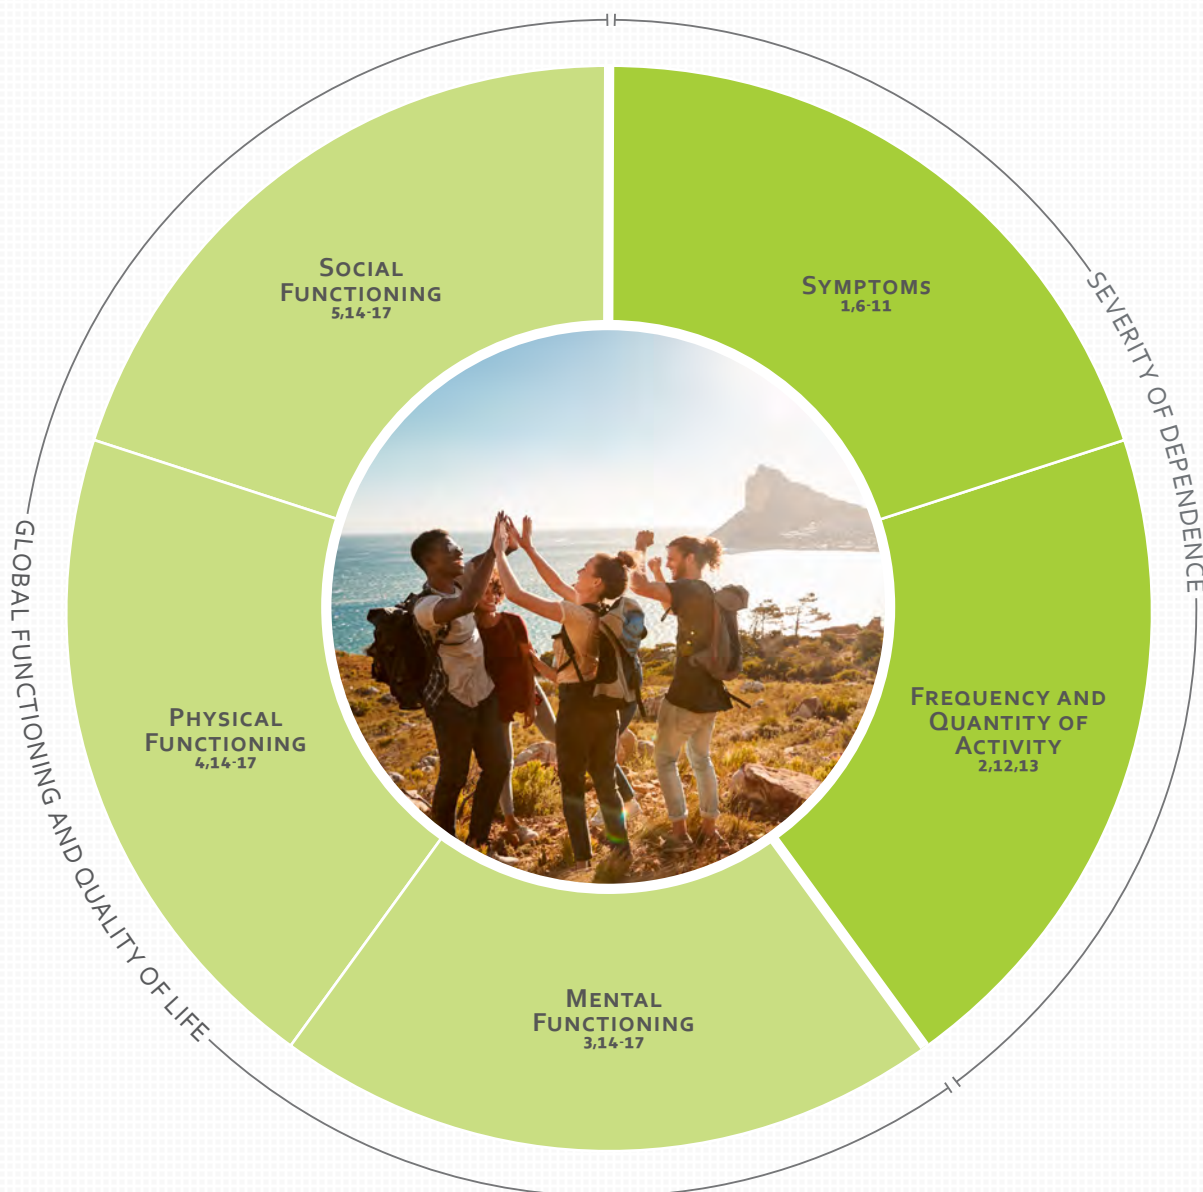 SOCIAL
FUNCTIONING
5,14-17
SYMPTOMS
1,6-11
SEVERITY OF DEPENDENCE
FREQUENCY AND
QUANTITY OF
ACTIVITY
2,12,13
PHYSICAL
FUNCTIONING
4,14-17
MENTAL
FUNCTIONING
3,14-17
GLOBAL FUNCTIONING AND QUALITY OF LIFE